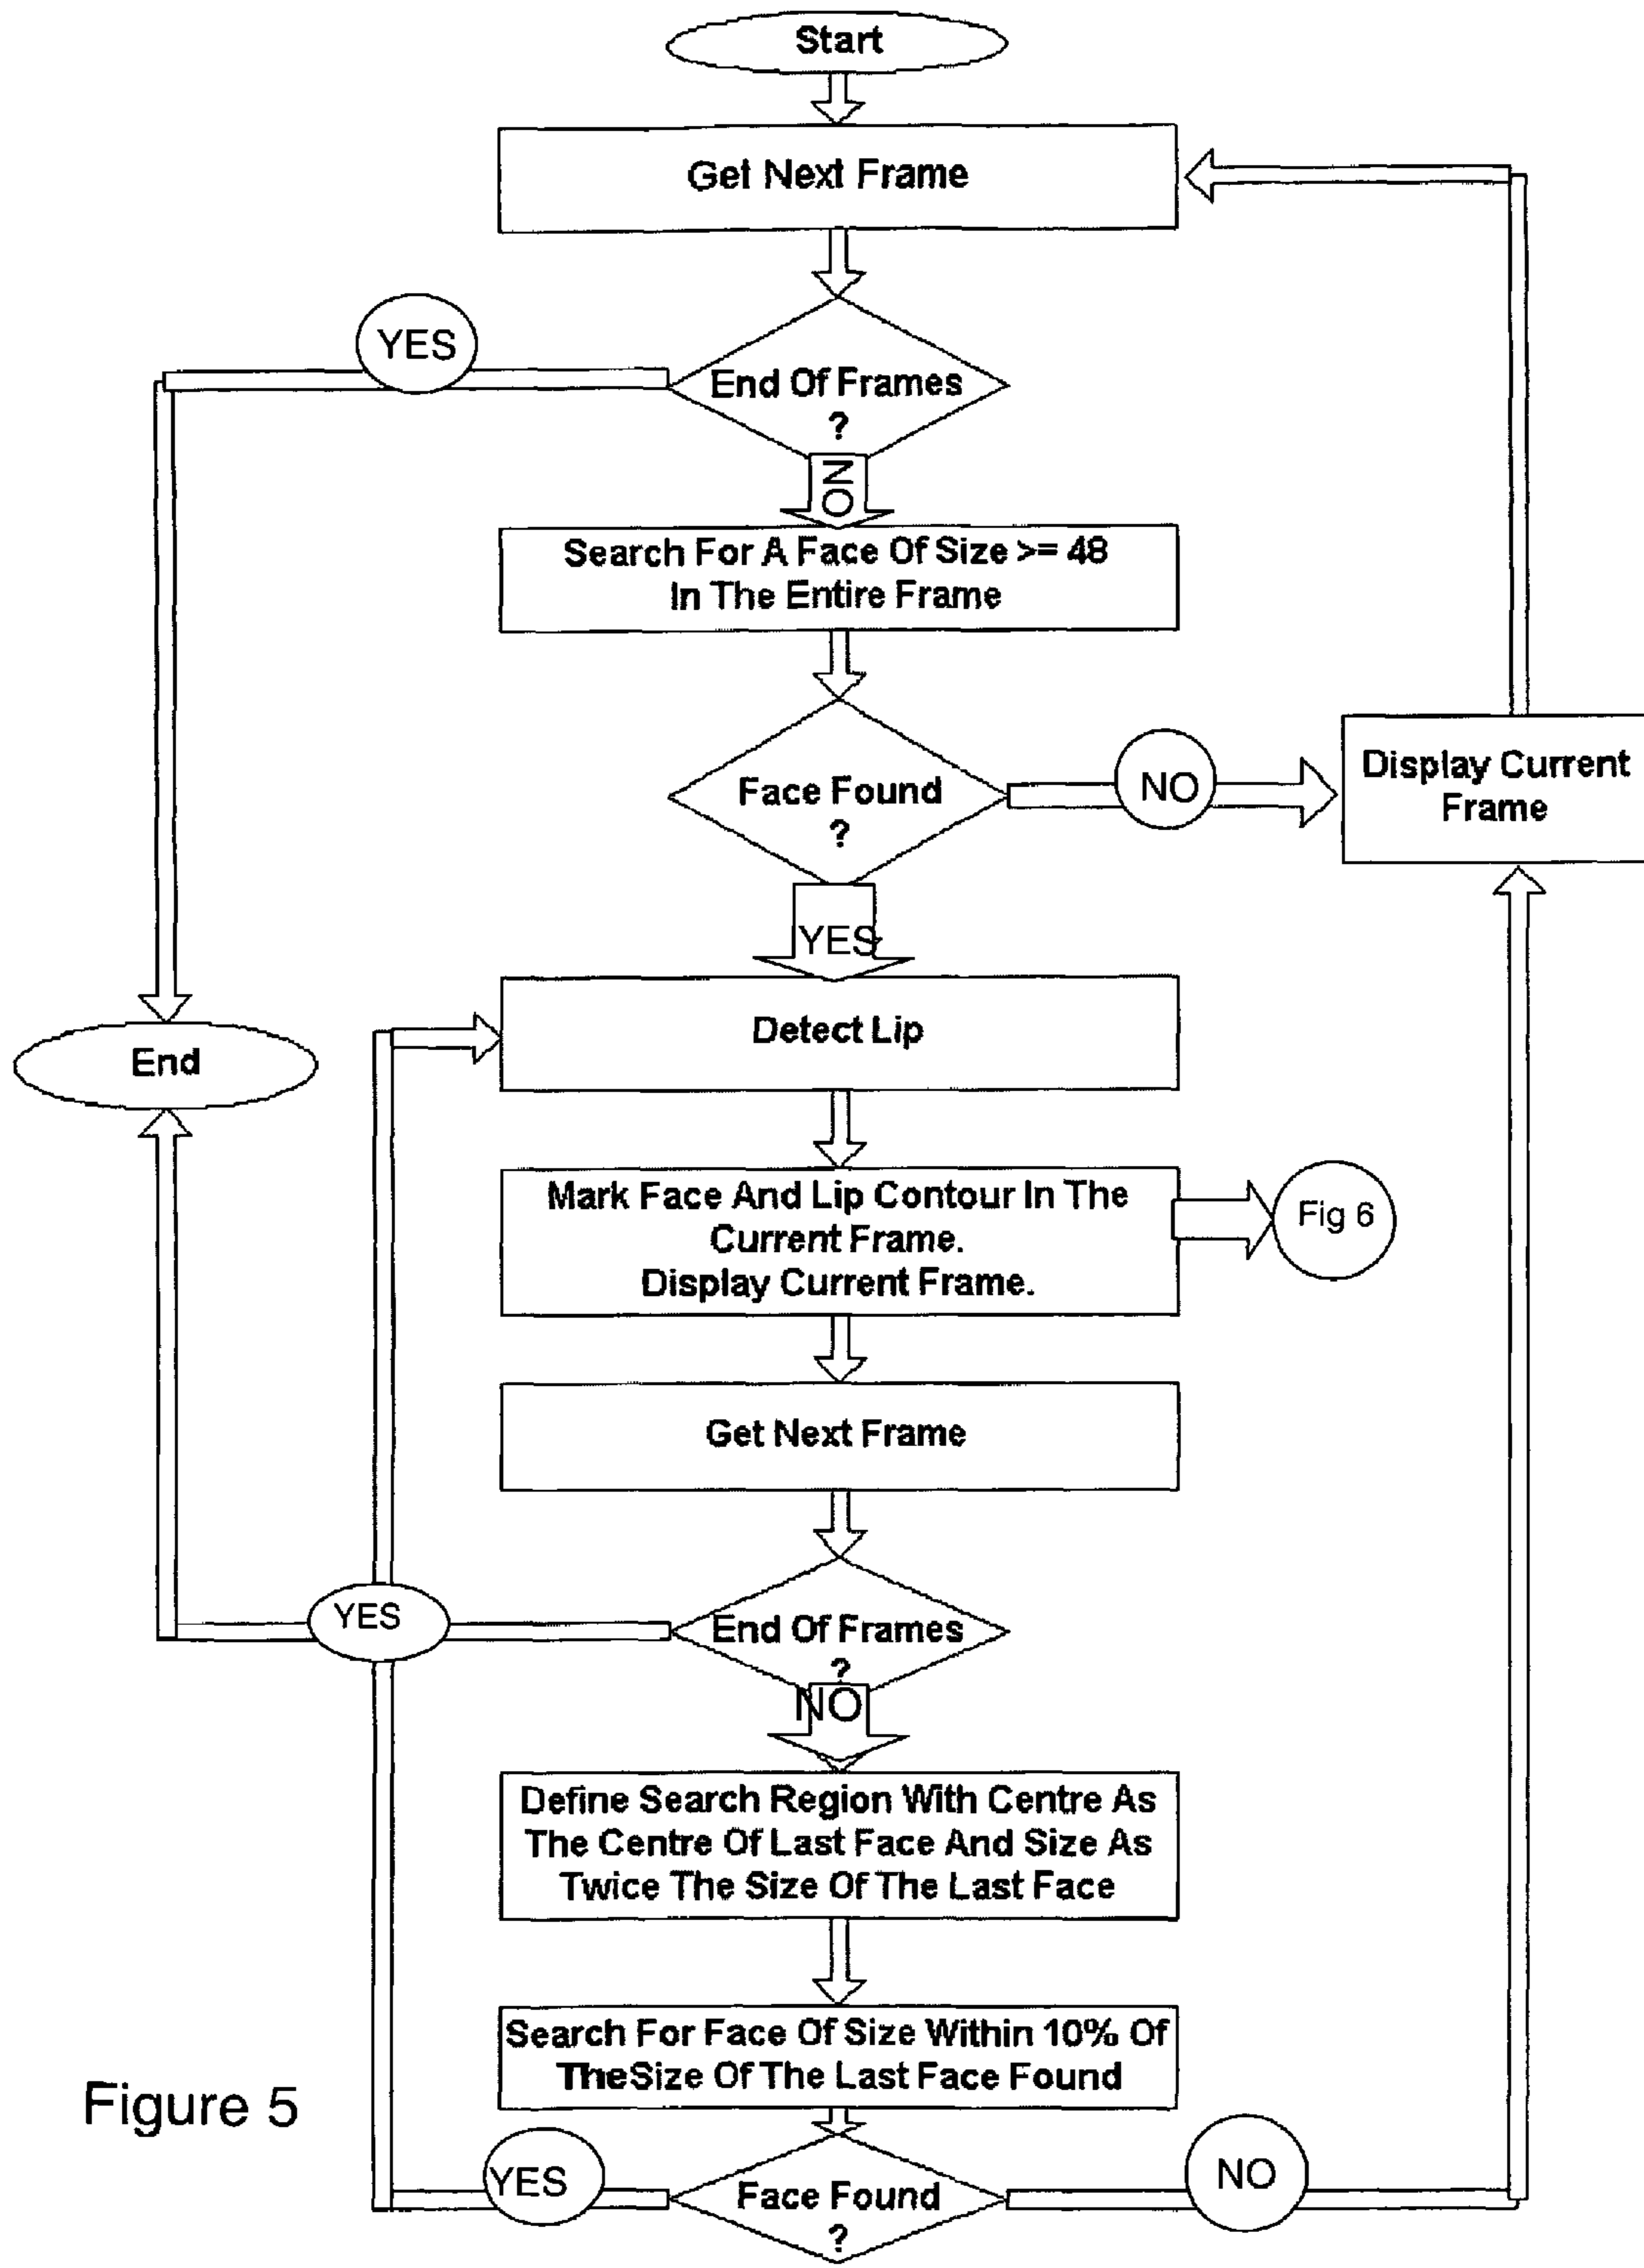 Start
Get Next Frame
YES
End Of Frames
?
NO
Search For A Face Of Size >= 48
In The Entire Frame
Face Found
?
NO
Display Current
Frame
YES
Detect Lip
End
Mark Face And Lip Contour In The
Current Frame.
Display Current Frame.
Fig 6
Get Next Frame
YES
End Of Frames
?
NO
Define Search Region With Centre As
The Centre Of Last Face And Size As
Twice The Size Of The Last Face
Search For Face Of Size Within 10% Of
TheSize Of The Last Face Found
Figure 5
YES
Face Found
?
NO